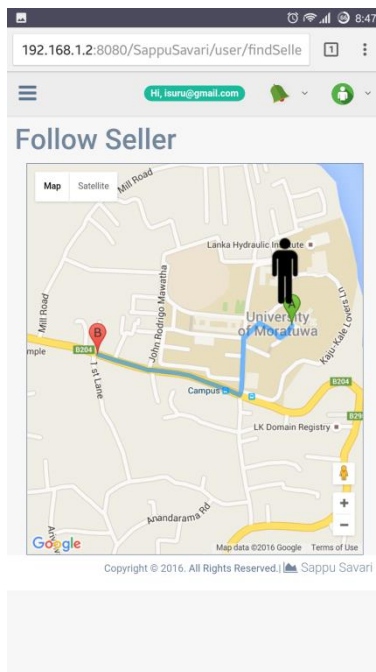 8:47
192.168.1.2:8080/SappuSavari/user/findSelle
1
Hi, isuru@gmail.com
Follow Seller
Map
Satellite
Mill Road
Lanka Hydraulic Institute
Mill Road
John Rodrigo Mawatha
A
University
of Moratuwa
Kaju-Kale Lovers Ln
B
B204
mple
1 st Lane
B204
Campus
B29
LK Domain Registry
Anandarama Rd
+
−
Google
Map data ©2016 Google
Terms of Use
Copyright © 2016. All Rights Reserved.| Sappu Savari